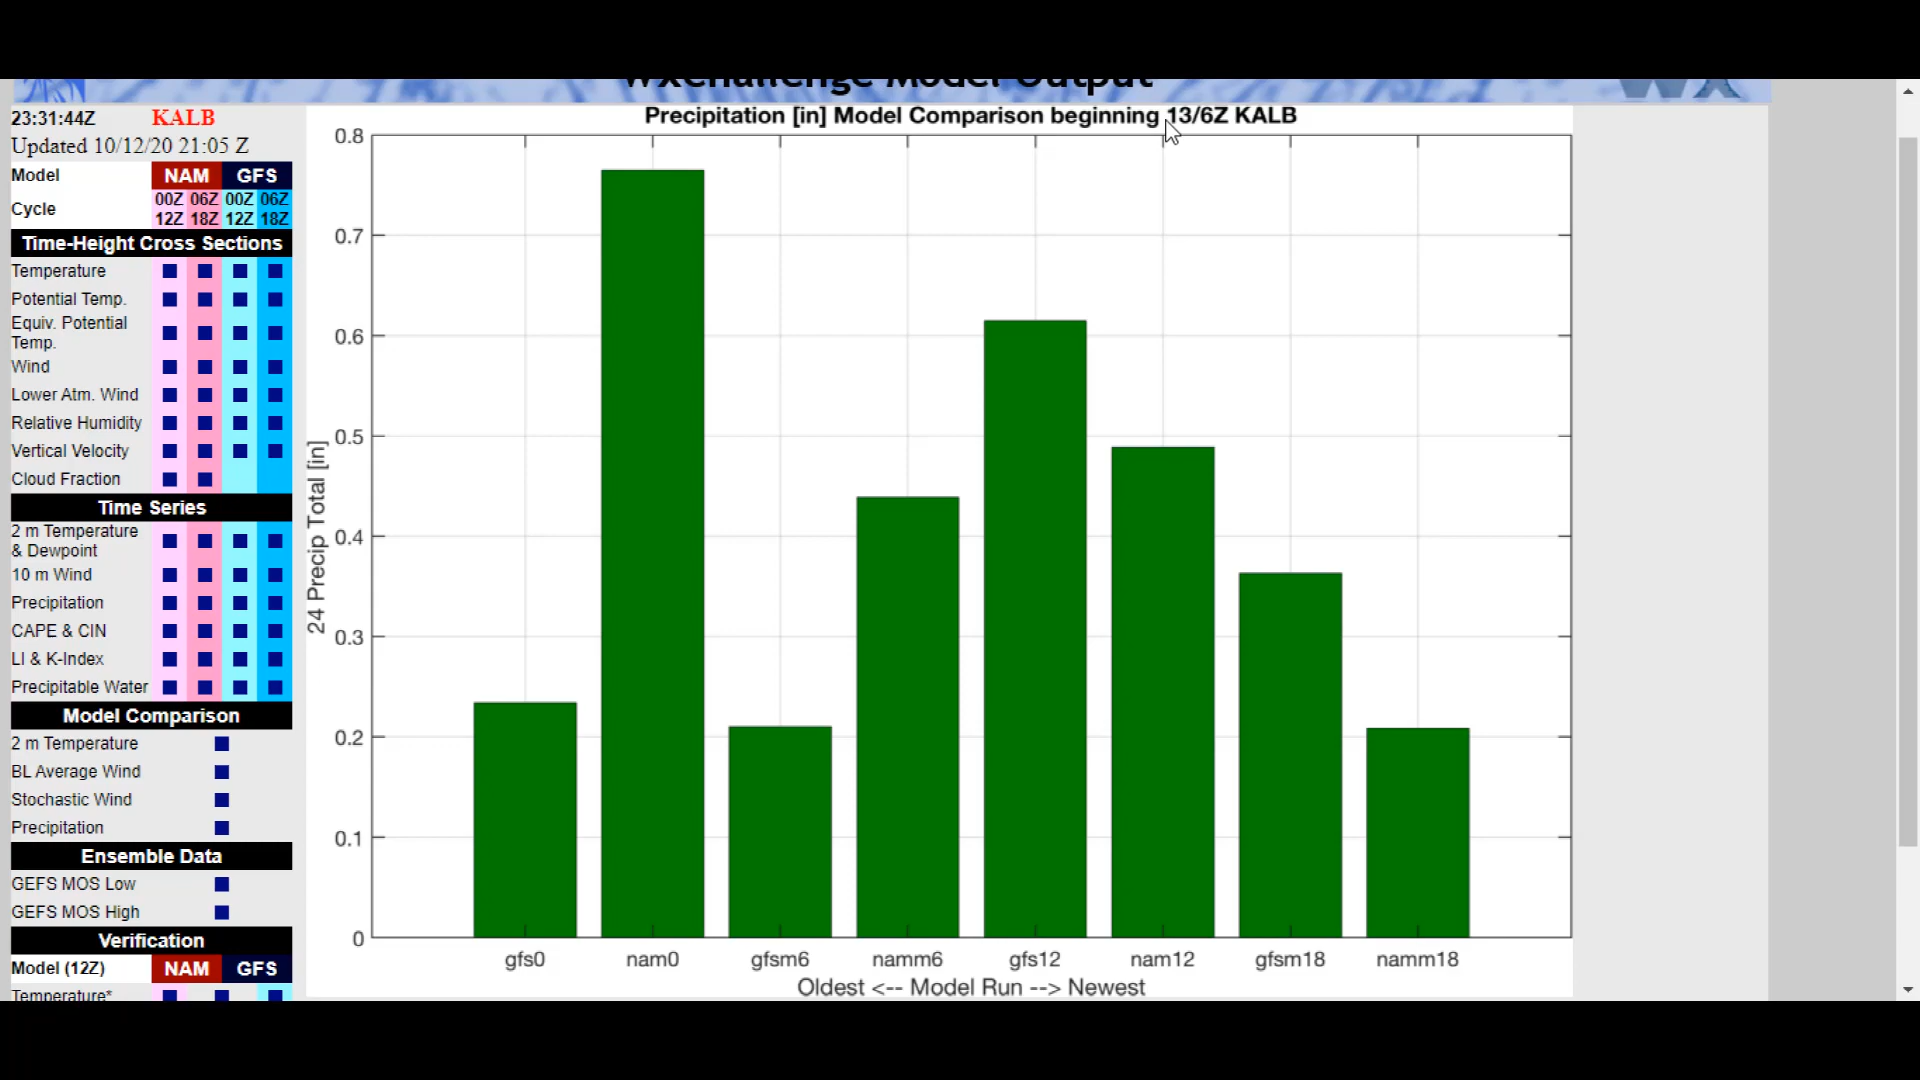 WxChallenge Model Output
WX
23:31:44Z KALB
Updated 10/12/20 21:05 Z
Model NAM GFS
Cycle 00Z 06Z 00Z 06Z
12Z 18Z 12Z 18Z
Time-Height Cross Sections
Temperature
Potential Temp.
Equiv. Potential
Temp.
Wind
Lower Atm. Wind
Relative Humidity
Vertical Velocity
Cloud Fraction
Time Series
2 m Temperature
& Dewpoint
10 m Wind
Precipitation
CAPE & CIN
LI & K-Index
Precipitable Water
Model Comparison
2 m Temperature
BL Average Wind
Stochastic Wind
Precipitation
Ensemble Data
GEFS MOS Low
GEFS MOS High
Verification
Model (12Z) NAM GFS
Temperature*
Precipitation [in] Model Comparison beginning 13/6Z KALB
24 Precip Total [in]
0.8
0.7
0.6
0.5
0.4
0.3
0.2
0.1
0
gfs0 nam0 gfsm6 namm6 gfs12 nam12 gfsm18 namm18
Oldest <-- Model Run --> Newest